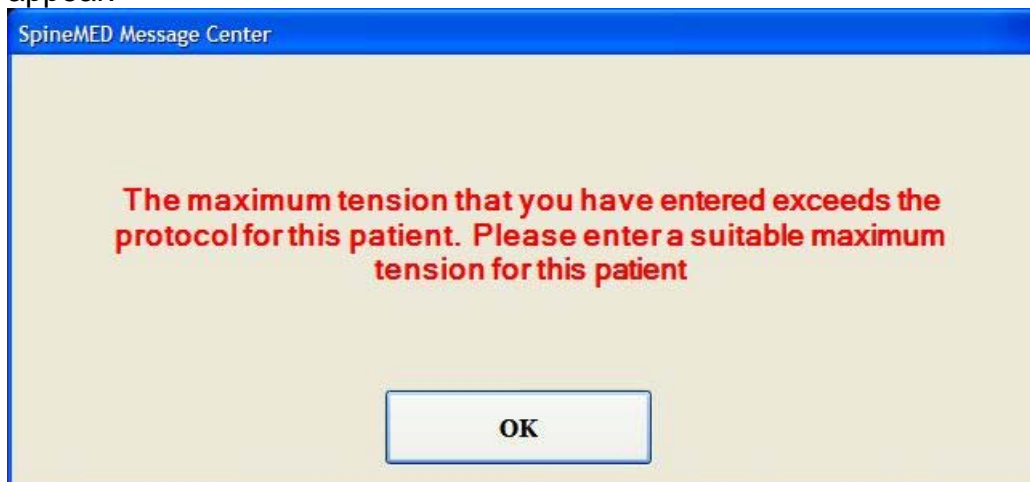 appear.
SpineMED Message Center
The maximum tension that you have entered exceeds the
protocol for this patient. Please enter a suitable maximum
tension for this patient
OK